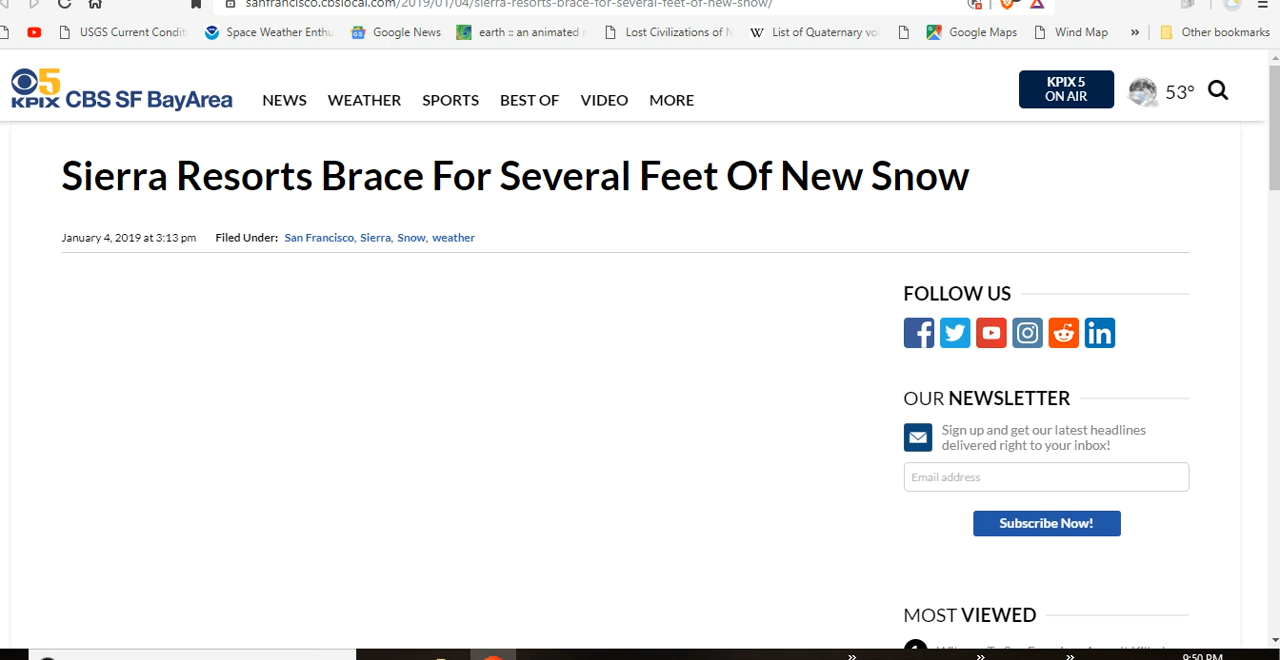 sanfrancisco.cbslocal.com/2019/01/04/sierra-resorts-brace-for-several-feet-of-new-snow/
USGS Current Condit Space Weather Enthu Google News earth :: an animated Lost Civilizations of N List of Quaternary vo Google Maps Wind Map » Other bookmarks
5
KPIX CBS SF BayArea
NEWS WEATHER SPORTS BEST OF VIDEO MORE
KPIX 5
ON AIR
53°
Sierra Resorts Brace For Several Feet Of New Snow
January 4, 2019 at 3:13 pm Filed Under: San Francisco, Sierra, Snow, weather
FOLLOW US
OUR NEWSLETTER
Sign up and get our latest headlines
delivered right to your inbox!
Email address
Subscribe Now!
MOST VIEWED
9:50 PM